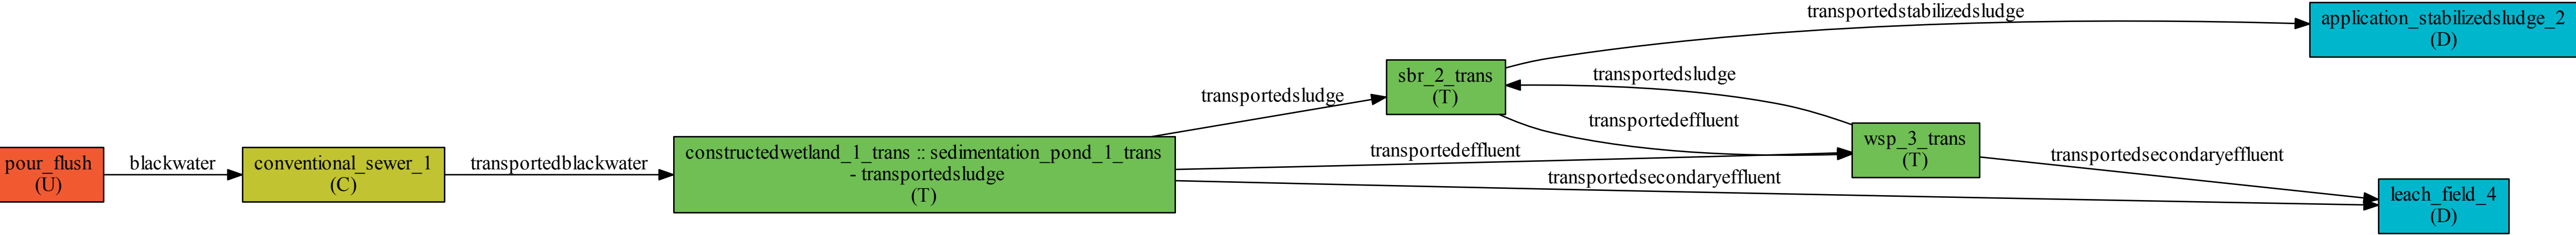 pour_flush
(U)
blackwater
conventional_sewer_1
(C)
transportedblackwater
constructedwetland_1_trans :: sedimentation_pond_1_trans
- transportedsludge
(T)
transportedsludge
transportedeffluent
transportedsecondaryeffluent
sbr_2_trans
(T)
transportedstabilizedsludge
transportedsludge
transportedeffluent
wsp_3_trans
(T)
transportedsecondaryeffluent
application_stabilizedsludge_2
(D)
leach_field_4
(D)